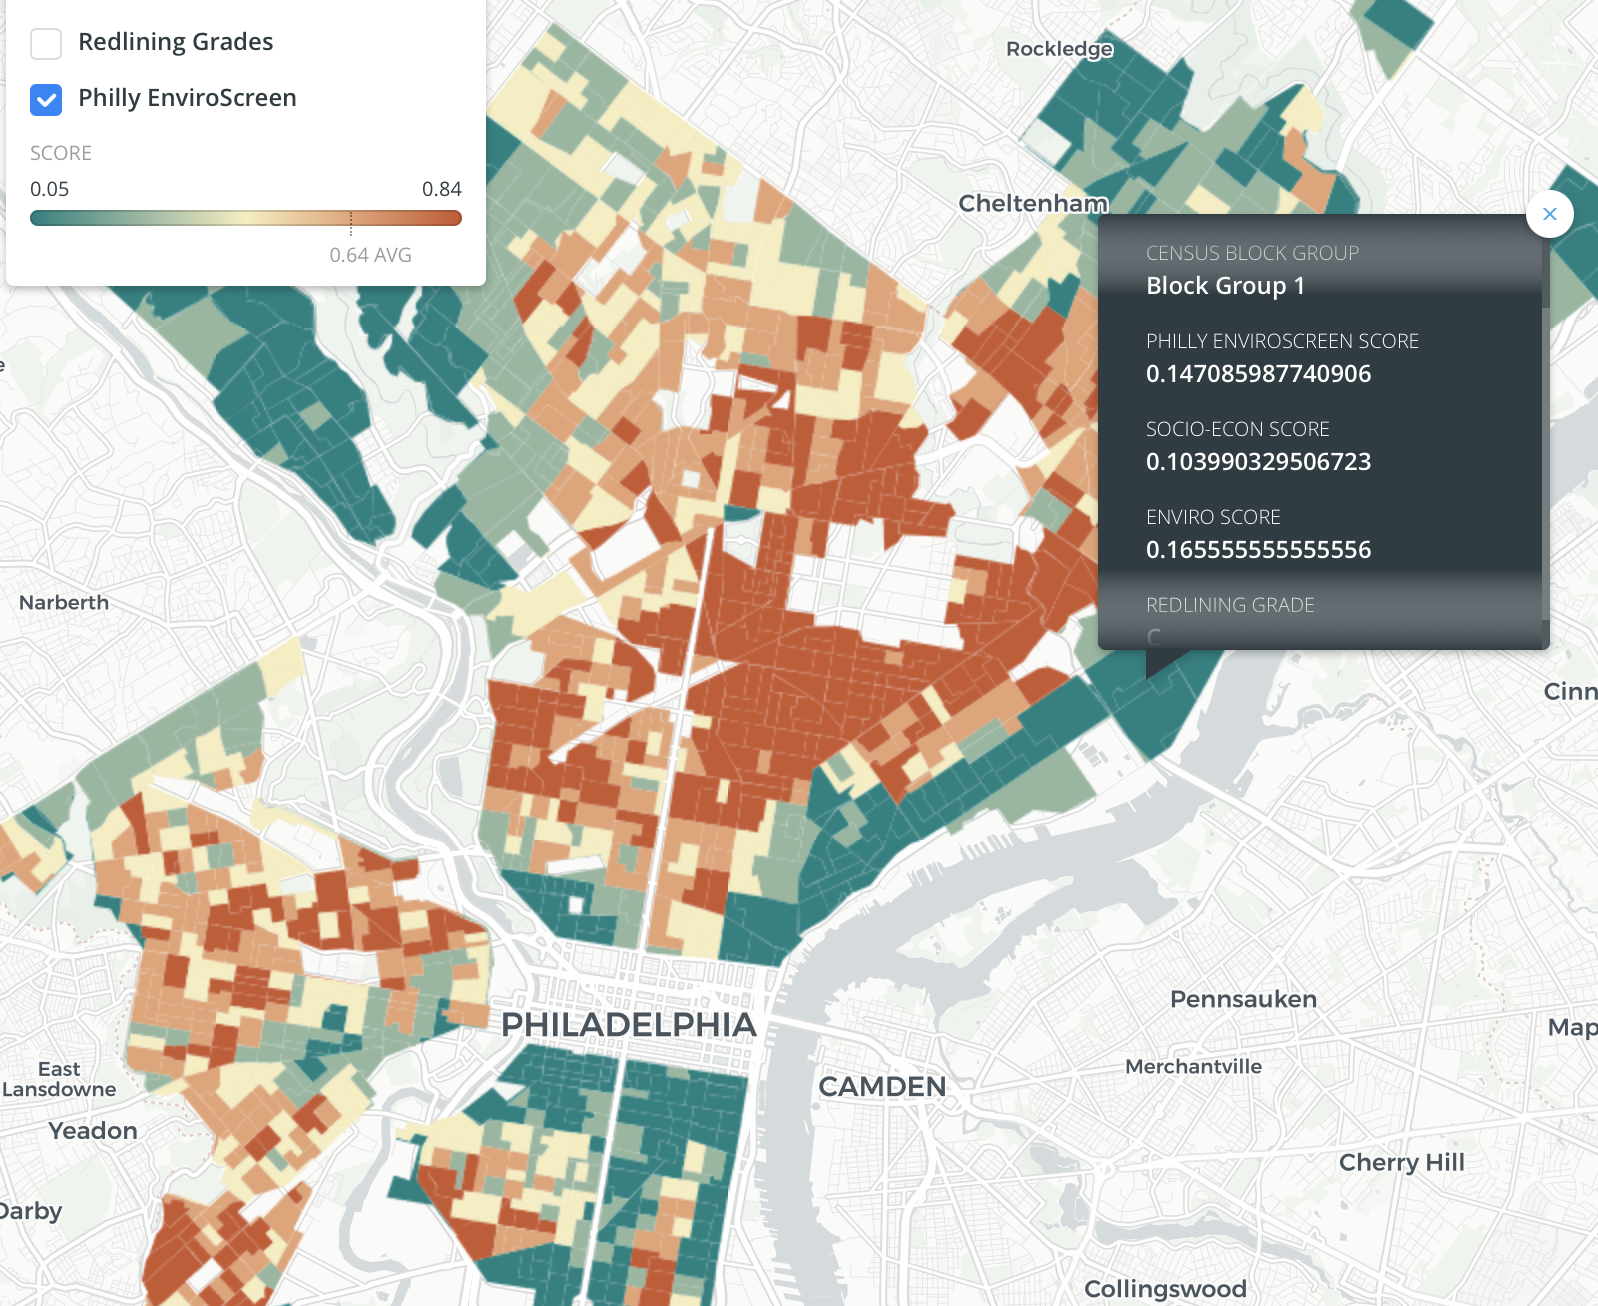 Redlining Grades
Philly EnviroScreen
SCORE
0.05 0.84
0.64 AVG
Rockledge
Cheltenham
CENSUS BLOCK GROUP
Block Group 1
PHILLY ENVIROSCREEN SCORE
0.147085987740906
SOCIO-ECON SCORE
0.103990329506723
ENVIRO SCORE
0.165555555555556
REDLINING GRADE
C
e
Narberth
Cinn
PHILADELPHIA
Pennsauken
Map
East
Lansdowne
Merchantville
CAMDEN
Yeadon
Cherry Hill
Darby
Collingswood